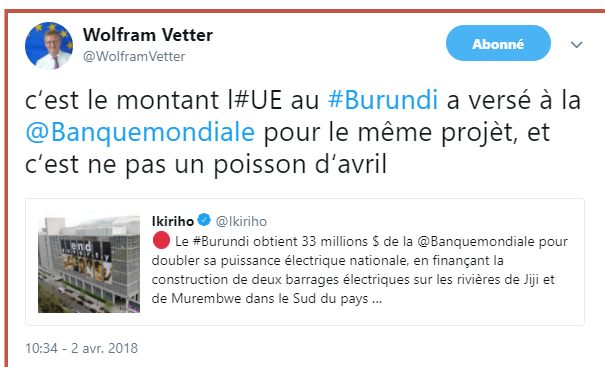 Wolfram Vetter
@WolframVetter
Abonné
c'est le montant l#UE au #Burundi a versé à la
@Banquemondiale pour le même projèt, et
c'est ne pas un poisson d'avril
Ikiriho @Ikiriho
Le #Burundi obtient 33 millions $ de la @Banquemondiale pour
doubler sa puissance électrique nationale, en finançant la
construction de deux barrages électriques sur les rivières de Jiji et
de Murembwe dans le Sud du pays ...
end
10:34 - 2 avr. 2018